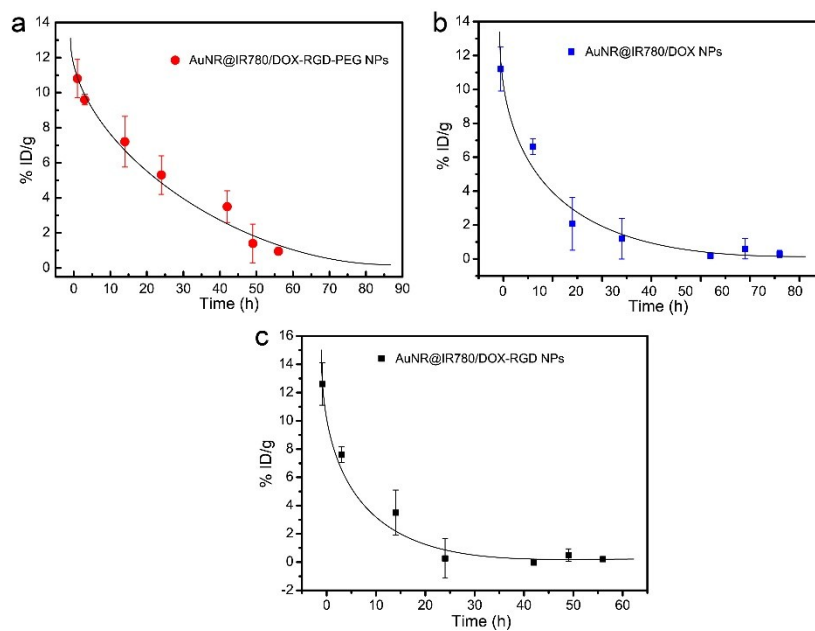 a
14
12
10
8
6
4
2
0
% ID/g
AuNR@IR780/DOX-RGD-PEG NPs
0 10 20 30 40 50 60 70 80 90
Time (h)
b
14
12
10
8
6
4
2
0
% ID/g
AuNR@IR780/DOX NPs
0 10 20 30 40 50 60 70 80
Time (h)
c
16
14
12
10
8
6
4
2
0
-2
% ID/g
AuNR@IR780/DOX-RGD NPs
0 10 20 30 40 50 60
Time (h)